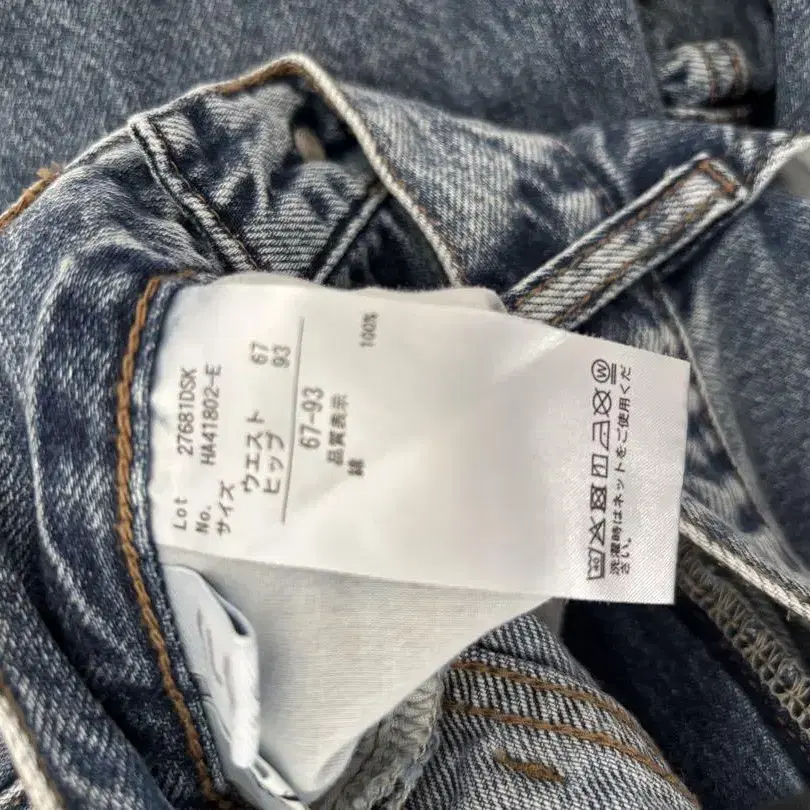 Lot 27681DSK
No. HA41802-E
サイズ
ウエスト 67
ヒップ 93
67-93
品質表示
綿 100%
洗濯時はネットをご使用くだ
さい。